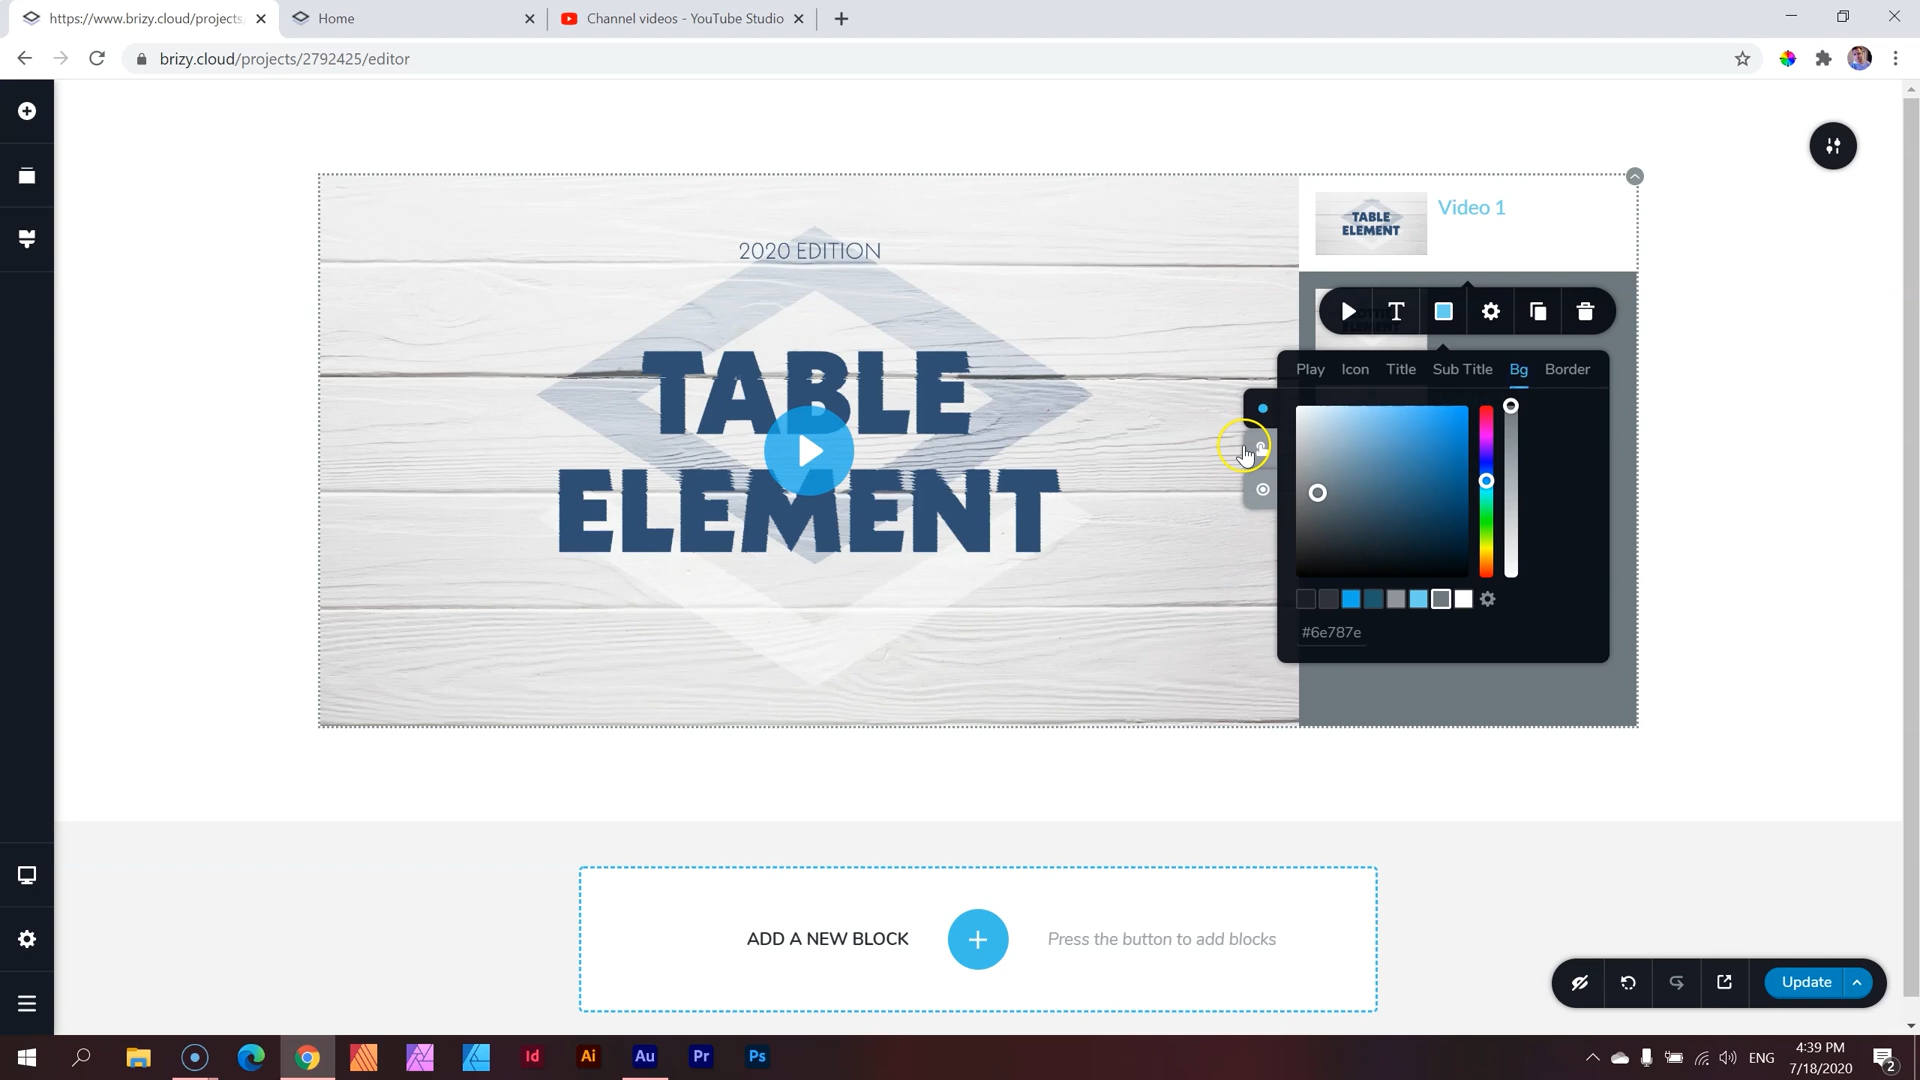 https://www.brizy.cloud/projects
Home
Channel videos - YouTube Studio
brizy.cloud/projects/2792425/editor
2020 EDITION
TABLE
ELEMENT
TABLE
ELEMENT
Video 1
Play Icon Title Sub Title Bg Border
#6e787e
ADD A NEW BLOCK
Press the button to add blocks
Update
Id Ai Au Pr Ps
ENG
4:39 PM
7/18/2020
2